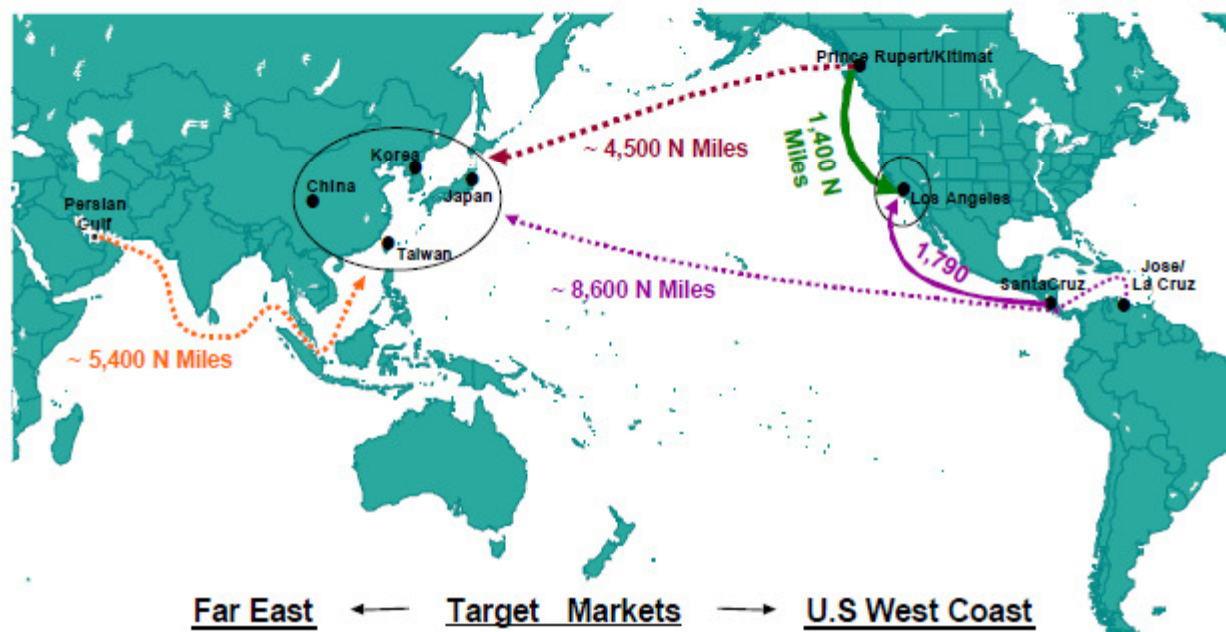 Prince Rupert/Kitimat
1,400 N
Miles
~ 4,500 N Miles
Korea
China
Japan
Los Angeles
Persian
Gulf
Taiwan
1,790
Jose/
La Cruz
SantaCruz
~ 8,600 N Miles
~ 5,400 N Miles
Far East Target Markets U.S West Coast